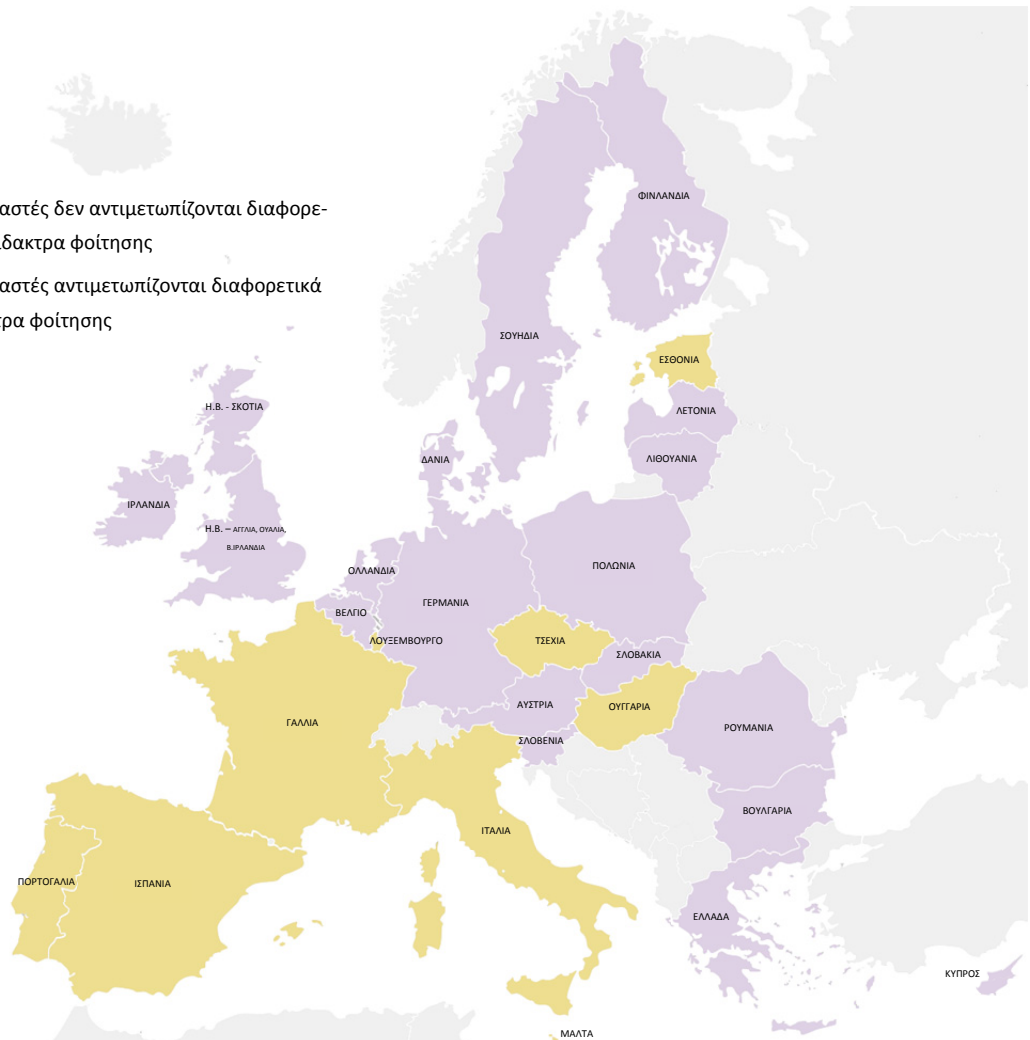 αστές δεν αντιμετωπίζονται διαφορε-
ίδακτρα φοίτησης
αστές αντιμετωπίζονται διαφορετικά
τρα φοίτησης
ΦΙΝΛΑΝΔΙΑ
ΣΟΥΗΔΙΑ
ΕΣΘΟΝΙΑ
Η.Β. - ΣΚΟΤΙΑ
ΛΕΤΟΝΙΑ
ΔΑΝΙΑ
ΛΙΘΟΥΑΝΙΑ
ΙΡΛΑΝΔΙΑ
Η.Β. – ΑΓΓΛΙΑ, ΟΥΑΛΙΑ,
Β.ΙΡΛΑΝΔΙΑ
ΟΛΛΑΝΔΙΑ
ΠΟΛΩΝΙΑ
ΓΕΡΜΑΝΙΑ
ΒΕΛΓΙΟ
ΛΟΥΞΕΜΒΟΥΡΓΟ
ΤΣΕΧΙΑ
ΣΛΟΒΑΚΙΑ
ΑΥΣΤΡΙΑ
ΟΥΓΓΑΡΙΑ
ΓΑΛΛΙΑ
ΡΟΥΜΑΝΙΑ
ΣΛΟΒΕΝΙΑ
ΒΟΥΛΓΑΡΙΑ
ΙΤΑΛΙΑ
ΠΟΡΤΟΓΑΛΙΑ
ΙΣΠΑΝΙΑ
ΕΛΛΑΔΑ
ΚΥΠΡΟΣ
ΜΑΛΤΑ